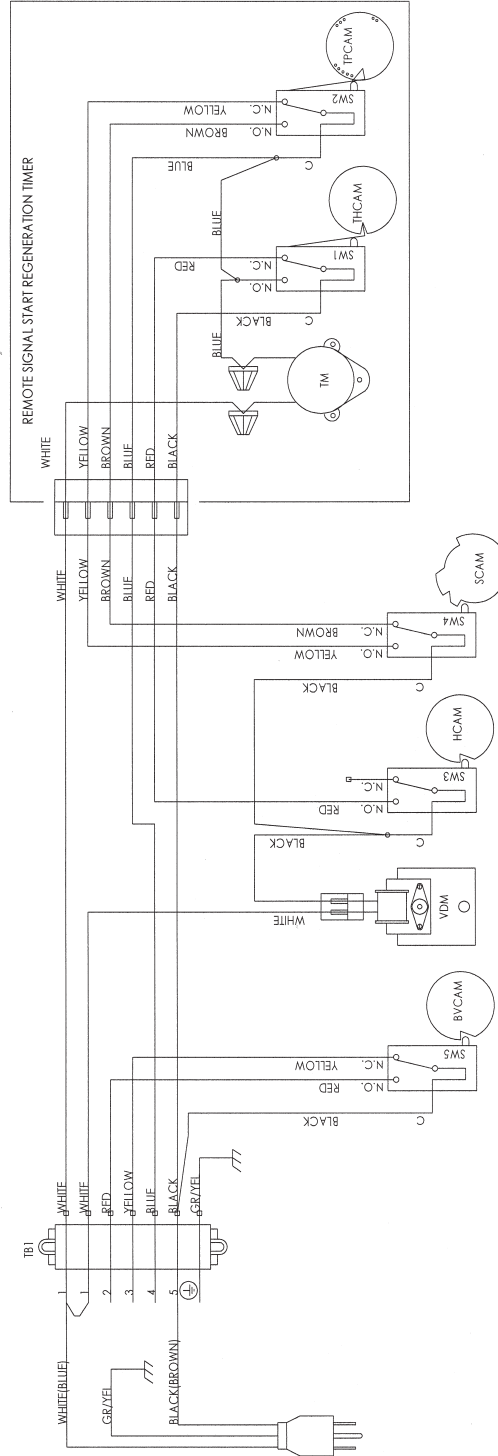 REMOTE SIGNAL START REGENERATION TIMER
TPCAM
SW2
YELLOW
N.C.
BROWN
N.O.
BLUE
C
BLUE
THCAM
SW1
RED
N.C.
N.O.
BLACK
C
BLUE
TM
WHITE
YELLOW
BROWN
BLUE
RED
BLACK
WHITE
YELLOW
BROWN
BLUE
RED
BLACK
SCAM
SW4
BROWN
N.C.
YELLOW
N.O.
BLACK
C
HCAM
SW3
N.C.
RED
N.O.
BLACK
C
VDM
WHITE
BVCAM
SW5
YELLOW
N.C.
RED
N.O.
BLACK
C
TB1
WHITE
WHITE
RED
YELLOW
BLUE
BLACK
GR/YEL
1
1
2
3
4
5
WHITE(BLUE)
GR/YEL
BLACK(BROWN)